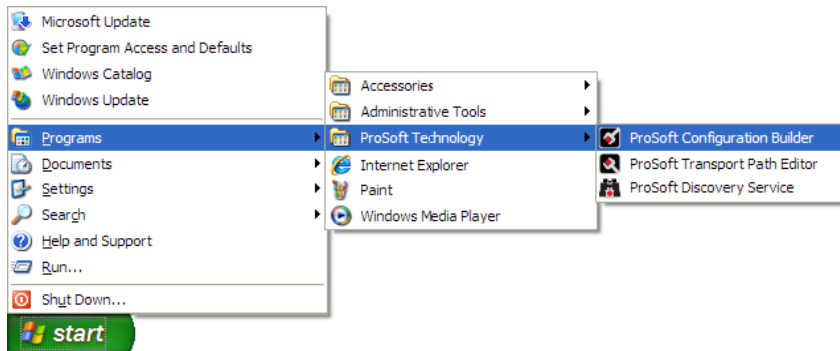 Microsoft Update
Set Program Access and Defaults
Windows Catalog
Windows Update
Programs
Documents
Settings
Search
Help and Support
Run...
Shut Down...
start
Accessories
Administrative Tools
ProSoft Technology
Internet Explorer
Paint
Windows Media Player
ProSoft Configuration Builder
ProSoft Transport Path Editor
ProSoft Discovery Service